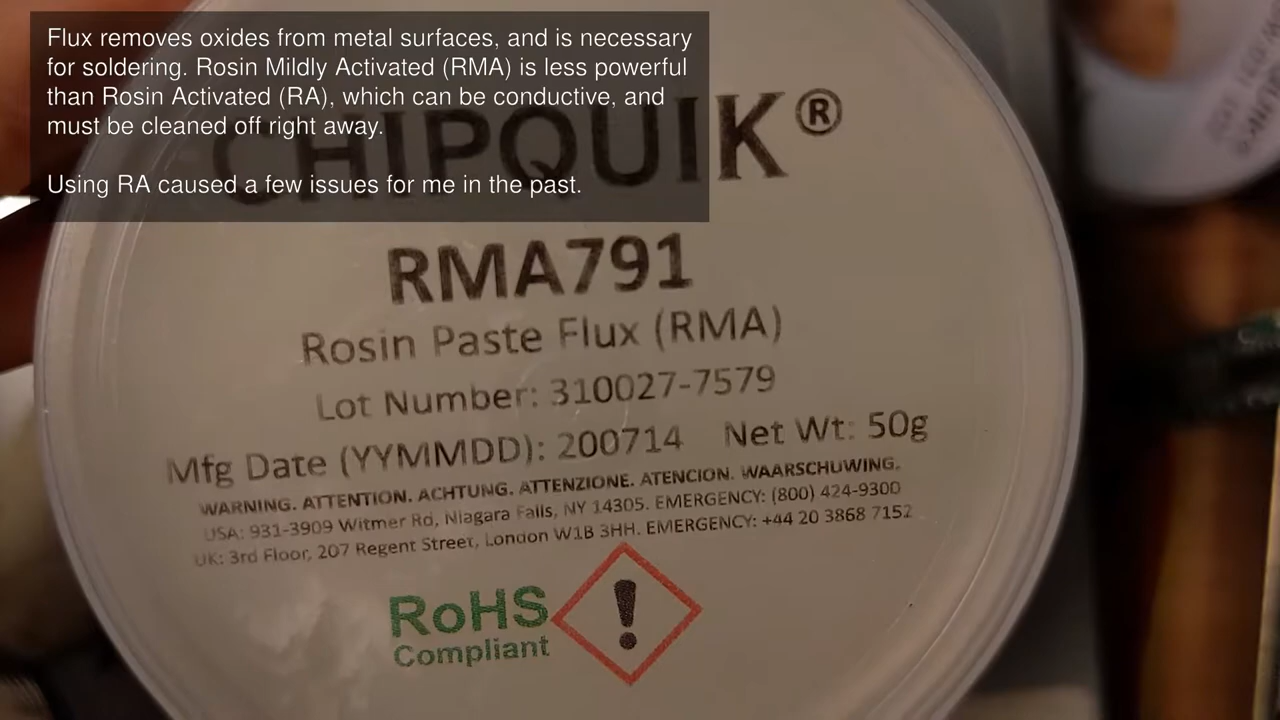 Flux removes oxides from metal surfaces, and is necessary
for soldering. Rosin Mildly Activated (RMA) is less powerful
than Rosin Activated (RA), which can be conductive, and
must be cleaned off right away.
Using RA caused a few issues for me in the past.
CHIPQUIK®
RMA791
Rosin Paste Flux (RMA)
Lot Number: 310027-7579
Mfg Date (YYMMDD): 200714 Net Wt: 50g
WARNING. ATTENTION. ACHTUNG. ATTENZIONE. ATENCION. WAARSCHUWING.
USA: 931-3909 Witmer Rd, Niagara Falls, NY 14305. EMERGENCY: (800) 424-9300
UK: 3rd Floor, 207 Regent Street, London W1B 3HH. EMERGENCY: +44 20 3868 7152
RoHS
Compliant